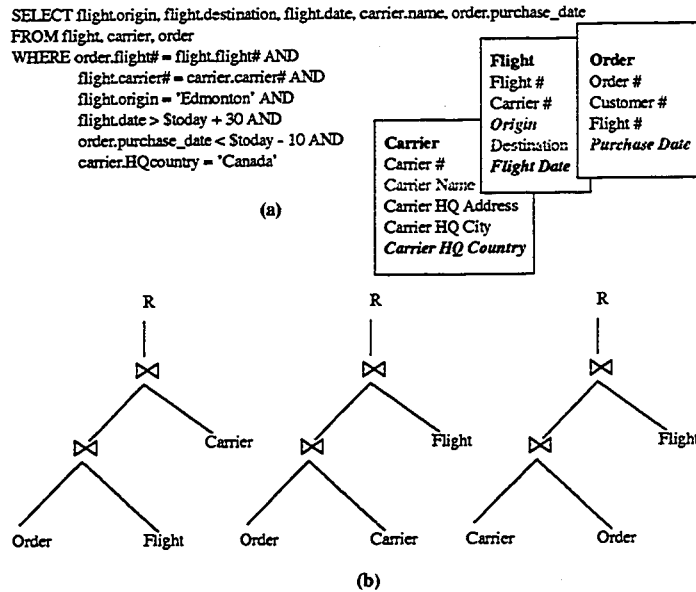 SELECT flight.origin, flight.destination, flight.date, carrier.name, order.purchase_date
FROM flight, carrier, order
WHERE order.flight# = flight.flight# AND
flight.carrier# = carrier.carrier# AND
flight.origin = 'Edmonton' AND
flight.date > $today + 30 AND
order.purchase_date < $today - 10 AND
carrier.HQcountry = 'Canada'
(a)
Carrier
Carrier #
Carrier Name
Carrier HQ Address
Carrier HQ City
Carrier HQ Country
Flight
Flight #
Carrier #
Origin
Destination
Flight Date
Order
Order #
Customer #
Flight #
Purchase Date
R
R
R
Carrier
Flight
Flight
Order
Flight
Order
Carrier
Carrier
Order
(b)